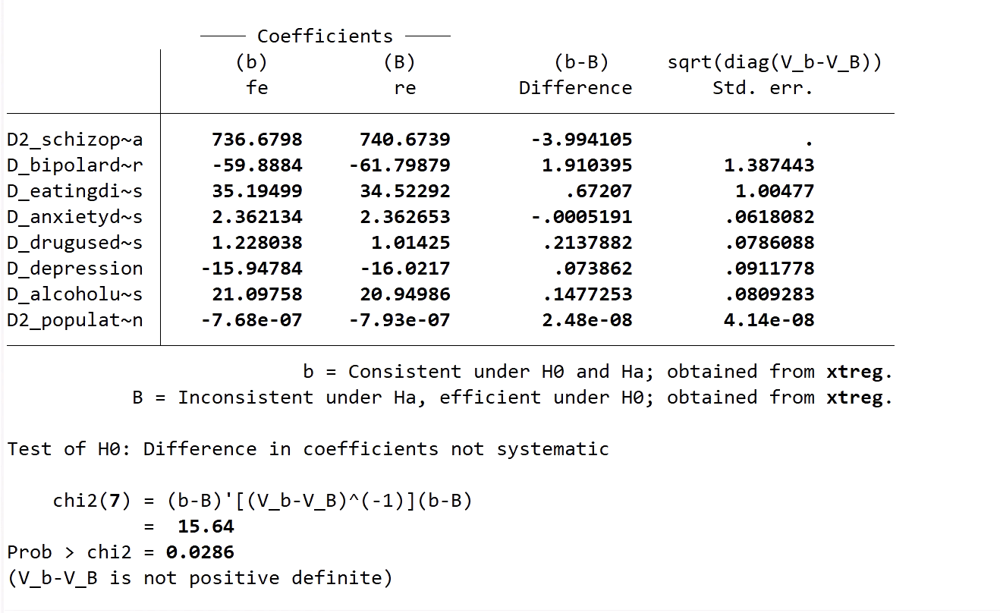 Coefficients
(b) (B) (b-B) sqrt(diag(V_b-V_B))
fe re Difference Std. err.
D2_schizop~a 736.6798 740.6739 -3.994105 .
D_bipolard~r -59.8884 -61.79879 1.910395 1.387443
D_eatingdi~s 35.19499 34.52292 .67207 1.00477
D_anxietyd~s 2.362134 2.362653 -.0005191 .0618082
D_drugused~s 1.228038 1.01425 .2137882 .0786088
D_depression -15.94784 -16.0217 .073862 .0911778
D_alcoholu~s 21.09758 20.94986 .1477253 .0809283
D2_populat~n -7.68e-07 -7.93e-07 2.48e-08 4.14e-08
b = Consistent under H0 and Ha; obtained from xtreg.
B = Inconsistent under Ha, efficient under H0; obtained from xtreg.
Test of H0: Difference in coefficients not systematic
chi2(7) = (b-B)'[(V_b-V_B)^(-1)](b-B)
= 15.64
Prob > chi2 = 0.0286
(V_b-V_B is not positive definite)